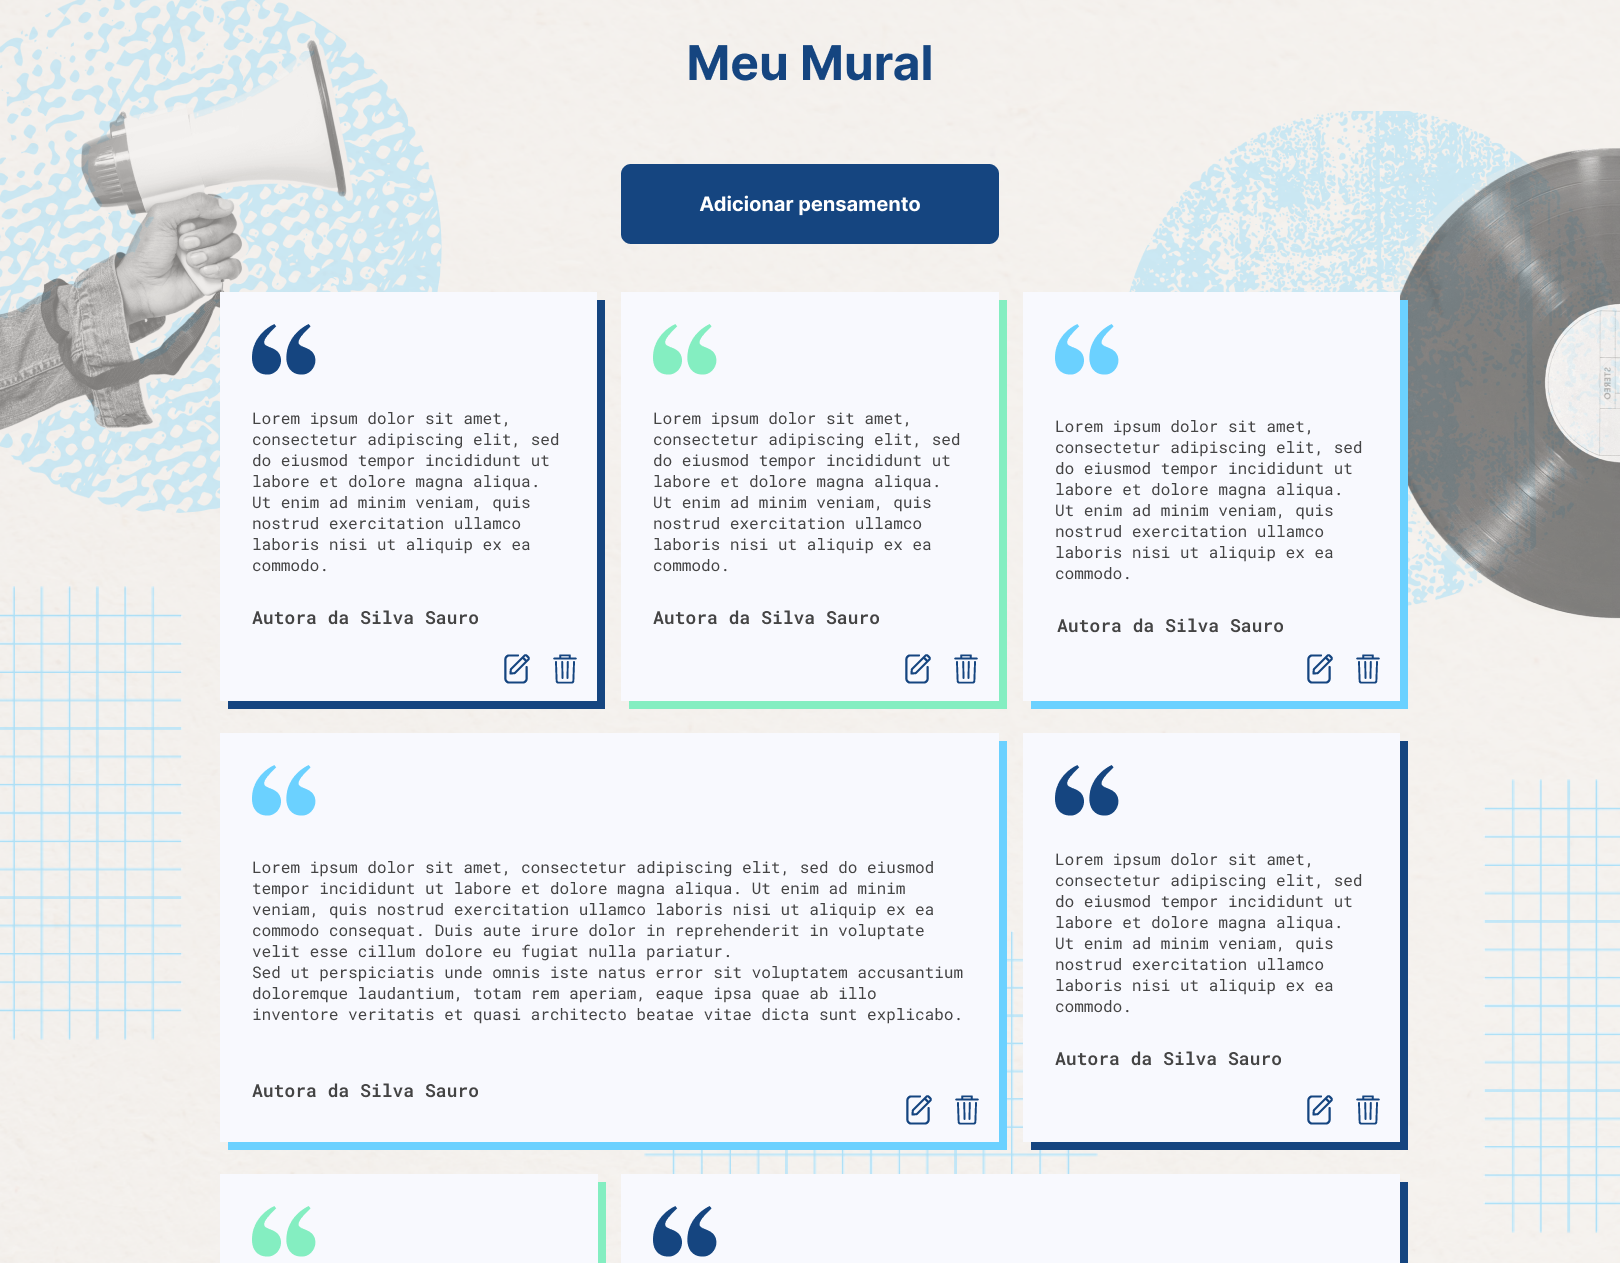 Meu Mural
Adicionar pensamento
Lorem ipsum dolor sit amet,
consectetur adipiscing elit, sed
do eiusmod tempor incididunt ut
labore et dolore magna aliqua.
Ut enim ad minim veniam, quis
nostrud exercitation ullamco
laboris nisi ut aliquip ex ea
commodo.
Autora da Silva Sauro
Lorem ipsum dolor sit amet,
consectetur adipiscing elit, sed
do eiusmod tempor incididunt ut
labore et dolore magna aliqua.
Ut enim ad minim veniam, quis
nostrud exercitation ullamco
laboris nisi ut aliquip ex ea
commodo.
Autora da Silva Sauro
Lorem ipsum dolor sit amet,
consectetur adipiscing elit, sed
do eiusmod tempor incididunt ut
labore et dolore magna aliqua.
Ut enim ad minim veniam, quis
nostrud exercitation ullamco
laboris nisi ut aliquip ex ea
commodo.
Autora da Silva Sauro
Lorem ipsum dolor sit amet, consectetur adipiscing elit, sed do eiusmod
tempor incididunt ut labore et dolore magna aliqua. Ut enim ad minim
veniam, quis nostrud exercitation ullamco laboris nisi ut aliquip ex ea
commodo consequat. Duis aute irure dolor in reprehenderit in voluptate
velit esse cillum dolore eu fugiat nulla pariatur.
Sed ut perspiciatis unde omnis iste natus error sit voluptatem accusantium
doloremque laudantium, totam rem aperiam, eaque ipsa quae ab illo
inventore veritatis et quasi architecto beatae vitae dicta sunt explicabo.
Autora da Silva Sauro
Lorem ipsum dolor sit amet,
consectetur adipiscing elit, sed
do eiusmod tempor incididunt ut
labore et dolore magna aliqua.
Ut enim ad minim veniam, quis
nostrud exercitation ullamco
laboris nisi ut aliquip ex ea
commodo.
Autora da Silva Sauro